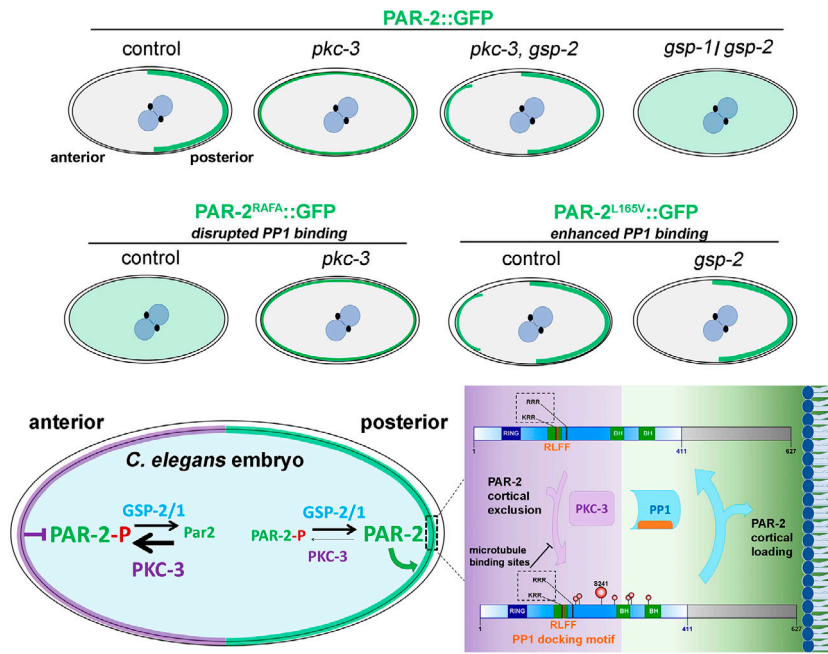 PAR-2::GFP
control
pkc-3
pkc-3, gsp-2
gsp-1/ gsp-2
anterior
posterior
PAR-2RAFA::GFP
disrupted PP1 binding
PAR-2L165V::GFP
enhanced PP1 binding
control
pkc-3
control
gsp-2
anterior
posterior
C. elegans embryo
GSP-2/1
PAR-2-P
Par2
PKC-3
GSP-2/1
PAR-2-P
PAR-2
PKC-3
RRR
KRR
RING
BH
BH
RLFF
1
411
627
PAR-2
cortical
exclusion
PKC-3
PP1
PAR-2
cortical
loading
microtubule
binding sites
RRR
KRR
S241
RING
BH
BH
RLFF
1
411
627
PP1 docking motif